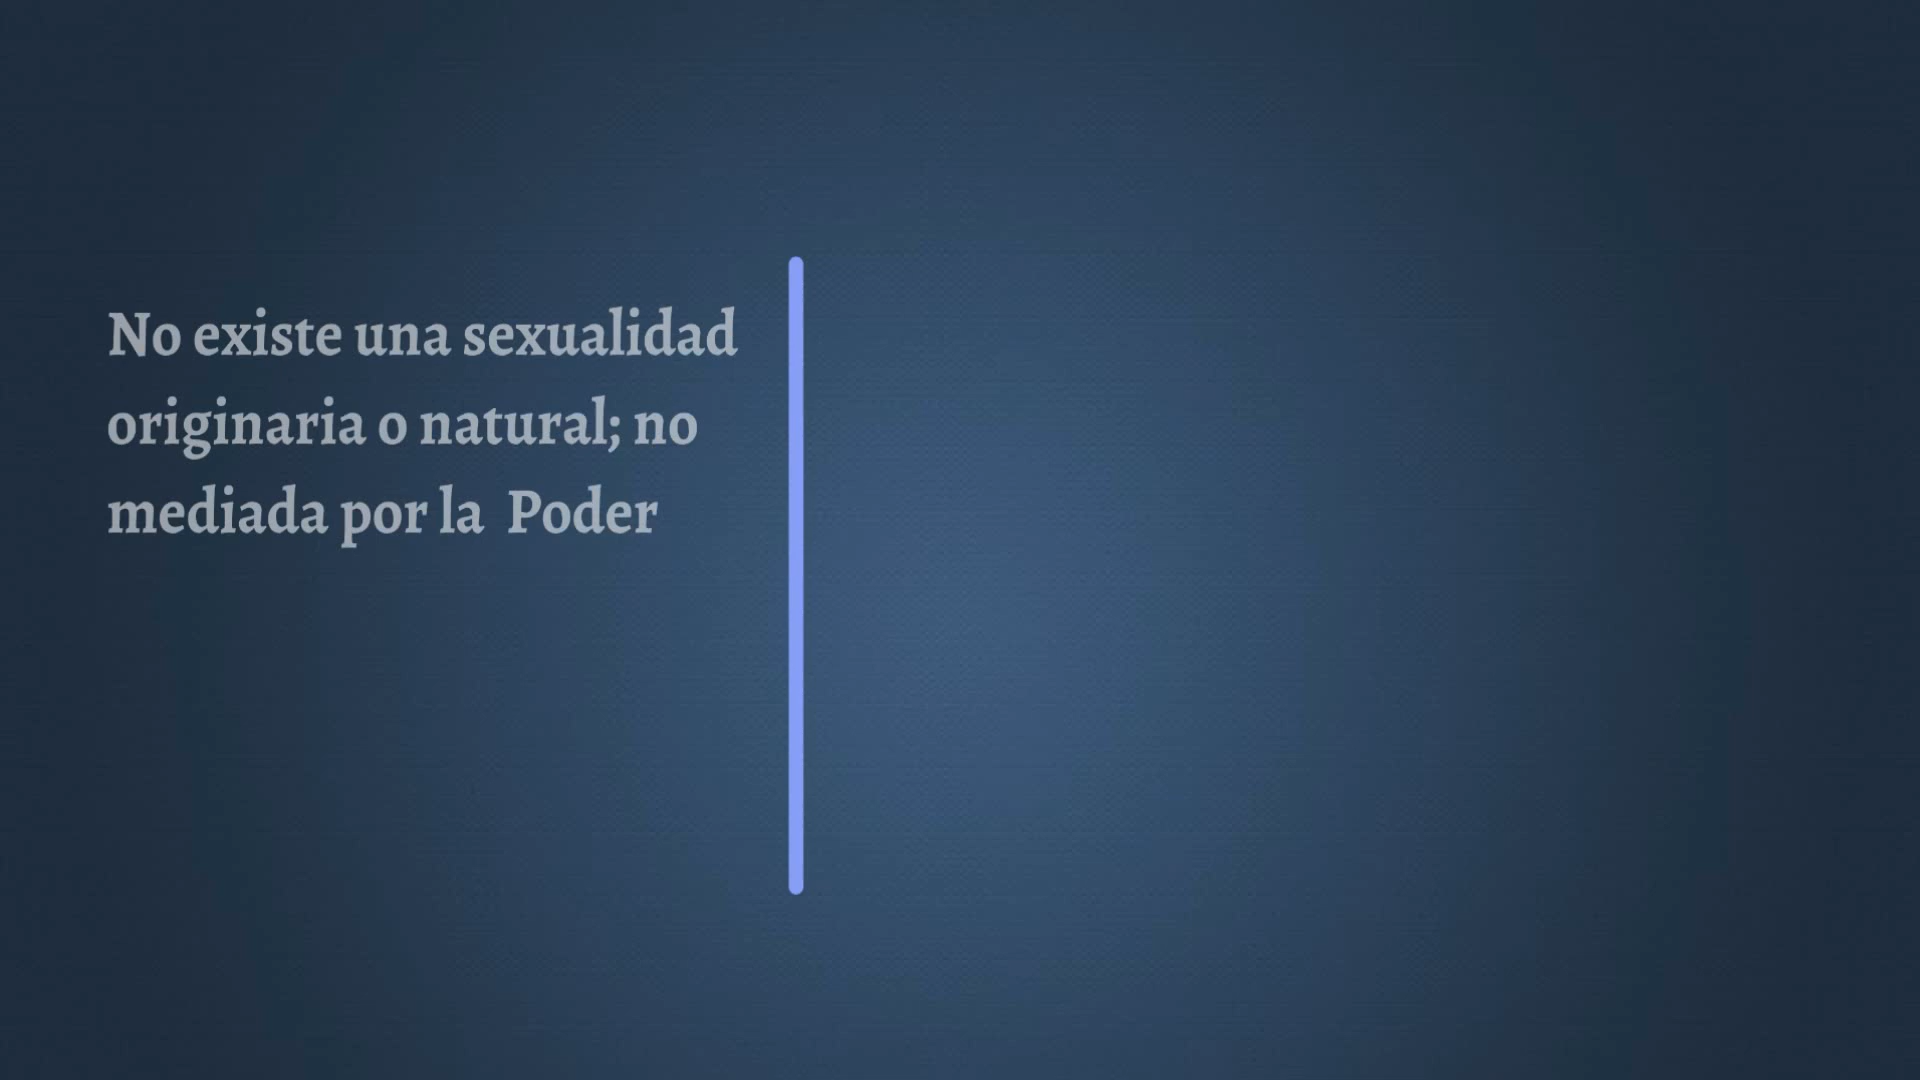 No existe una sexualidad
originaria o natural; no
mediada por la  Poder